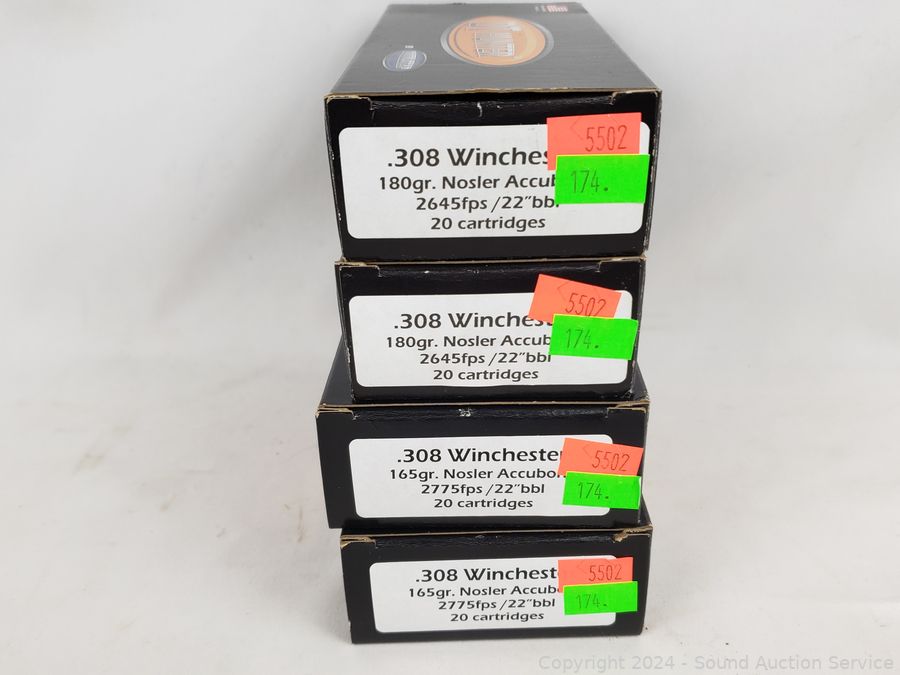 .308 Winches
5502
180gr. Nosler Accub
174.
2645fps /22"bbl
20 cartridges
.308 Winchest
5502
180gr. Nosler Accub
174.
2645fps /22"bbl
20 cartridges
.308 Winchester
5502
165gr. Nosler Accubon
174.
2775fps /22"bbl
20 cartridges
.308 Winchest
5502
165gr. Nosler Accubo
174.
2775fps /22"bbl
20 cartridges
Copyright 2024 - Sound Auction Service